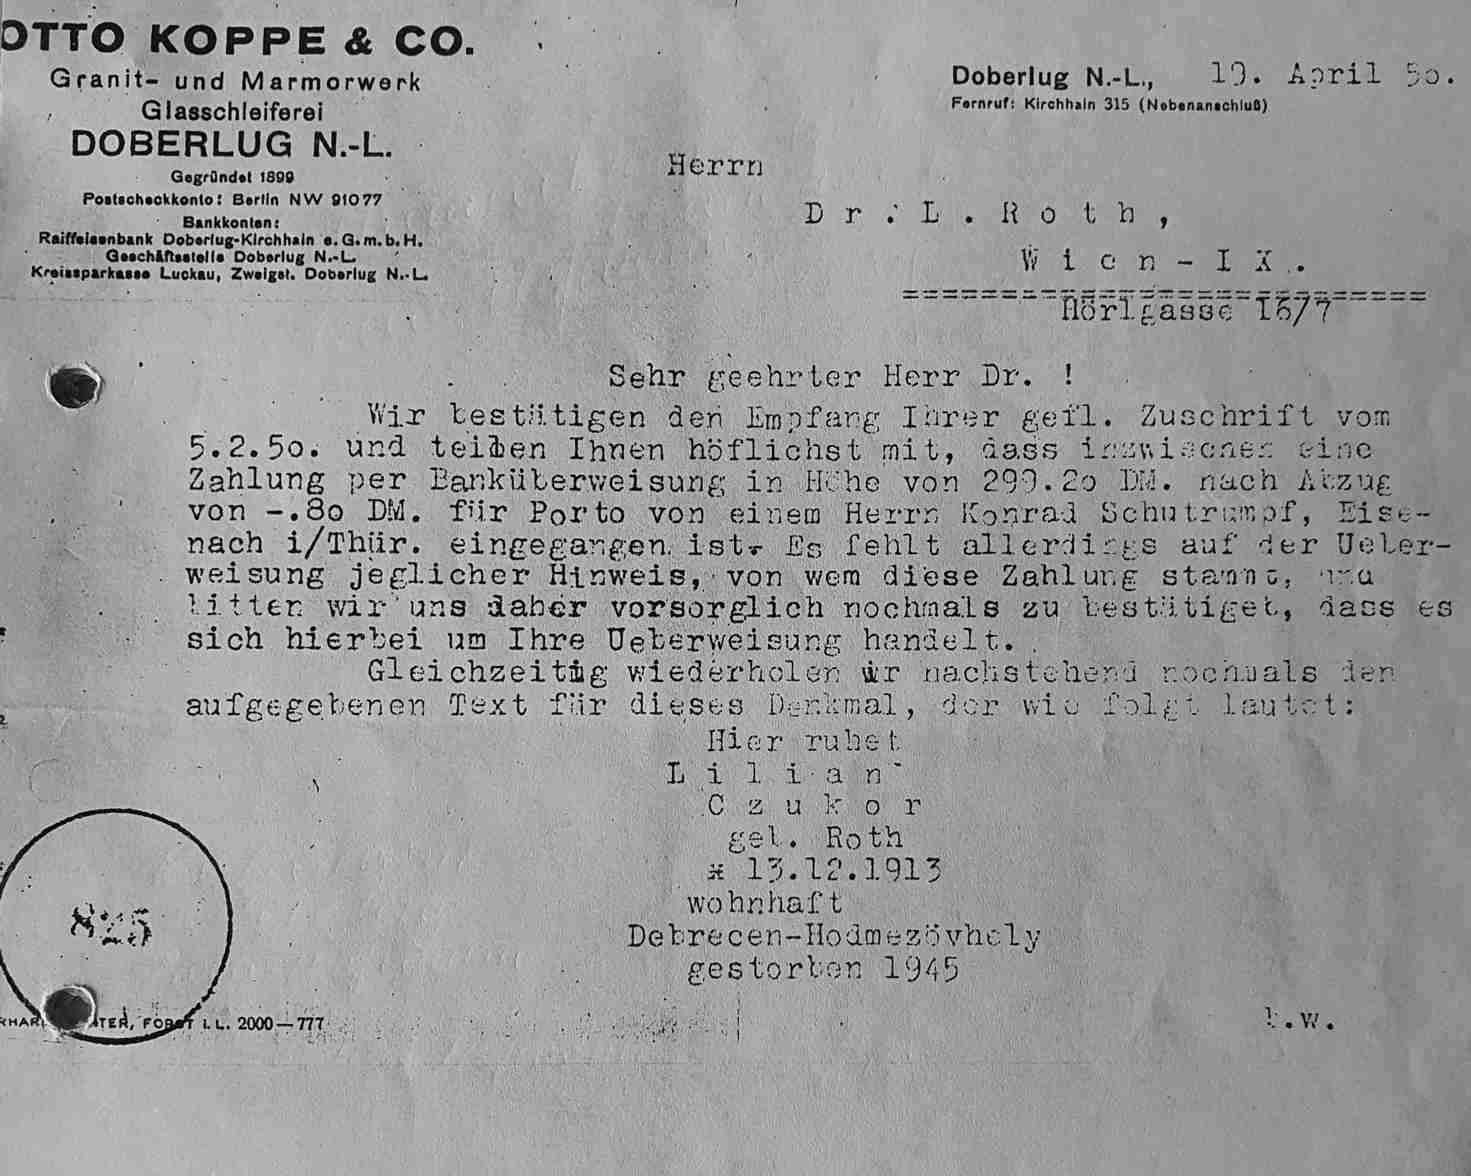 OTTO KOPPE & CO.
Granit- und Marmorwerk
Glasschleiferei
DOBERLUG N.-L.
Gegründet 1899
Postscheckkonto: Berlin NW 91077
Bankkonten:
Raiffeisenbank Doberlug-Kirchhain e.G.m.b.H.
Geschäftsstelle Doberlug N.-L.
Kreissparkasse Luckau, Zweigst. Doberlug N.-L.
Doberlug N.-L., 19. April 5o.
Fernruf: Kirchhain 315 (Nebenanschluß)
Herrn
Dr. L. Roth,
Wien-IX.
===========================
Hörlgasse 16/7
Sehr geehrter Herr Dr. !
Wir bestätigen den Empfang Ihrer gefl. Zuschrift vom
5.2.5o. und teilen Ihnen höflichst mit, dass inzwischen eine
Zahlung per Banküberweisung in Höhe von 299.2o DM. nach Abzug
von -.8o DM. für Porto von einem Herrn Konrad Schutrumpf, Eise-
nach i/Thür. eingegangen ist. Es fehlt allerdings auf der Ueber-
weisung jeglicher Hinweis, von wem diese Zahlung stammt, und
bitten wir uns daher vorsorglich nochmals zu bestätigen, dass es
sich hierbei um Ihre Ueberweisung handelt.
Gleichzeitig wiederholen wir nachstehend nochmals den
aufgegebenen Text für dieses Denkmal, der wie folgt lautet:
Hier ruhet
Lilian
Czukor
geb. Roth
* 13.12.1913
wohnhaft
Debrecen-Hodmezövhely
gestorben 1945
825
FORST i. L. 2000—777
b.w.